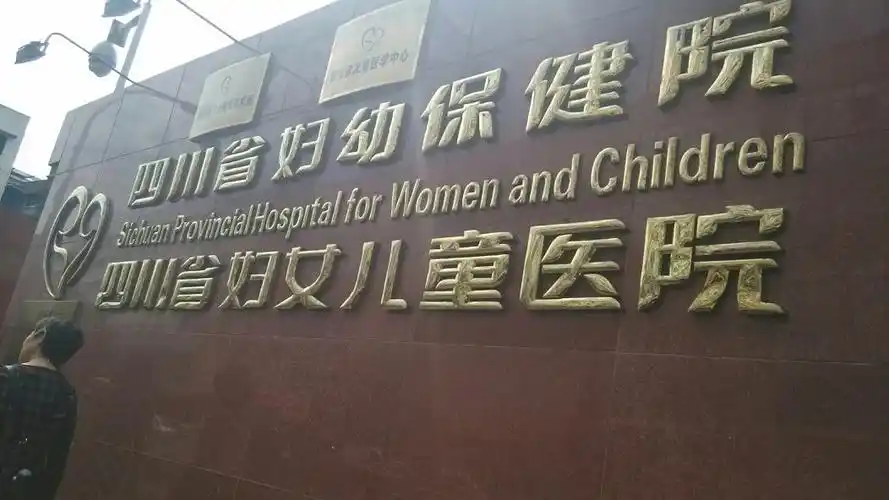 四川省妇幼保健院
Sichuan Provincial Hospital for Women and Children
四川省妇女儿童医院